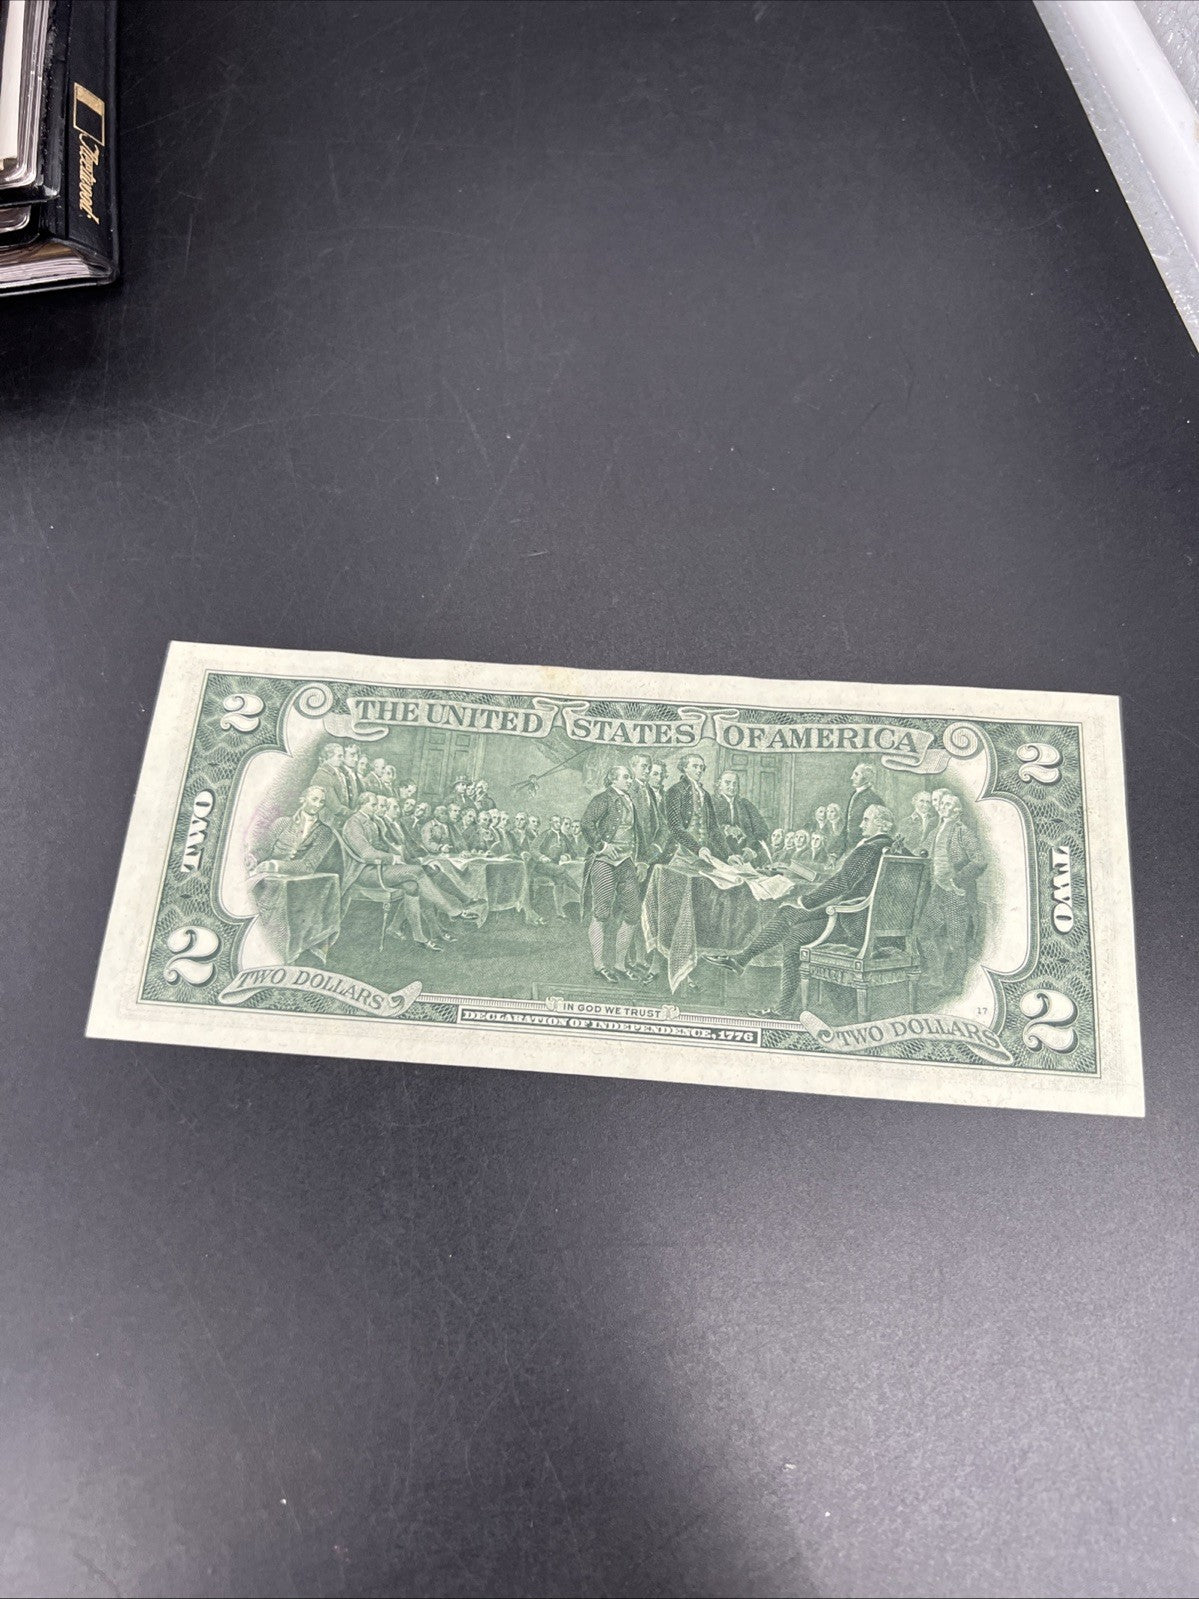 Fleetwood.
2
THE UNITED STATES OF AMERICA
2
TWO
TWO
2
TWO DOLLARS
IN GOD WE TRUST
DECLARATION OF INDEPENDENCE, 1776
17
TWO DOLLARS
2